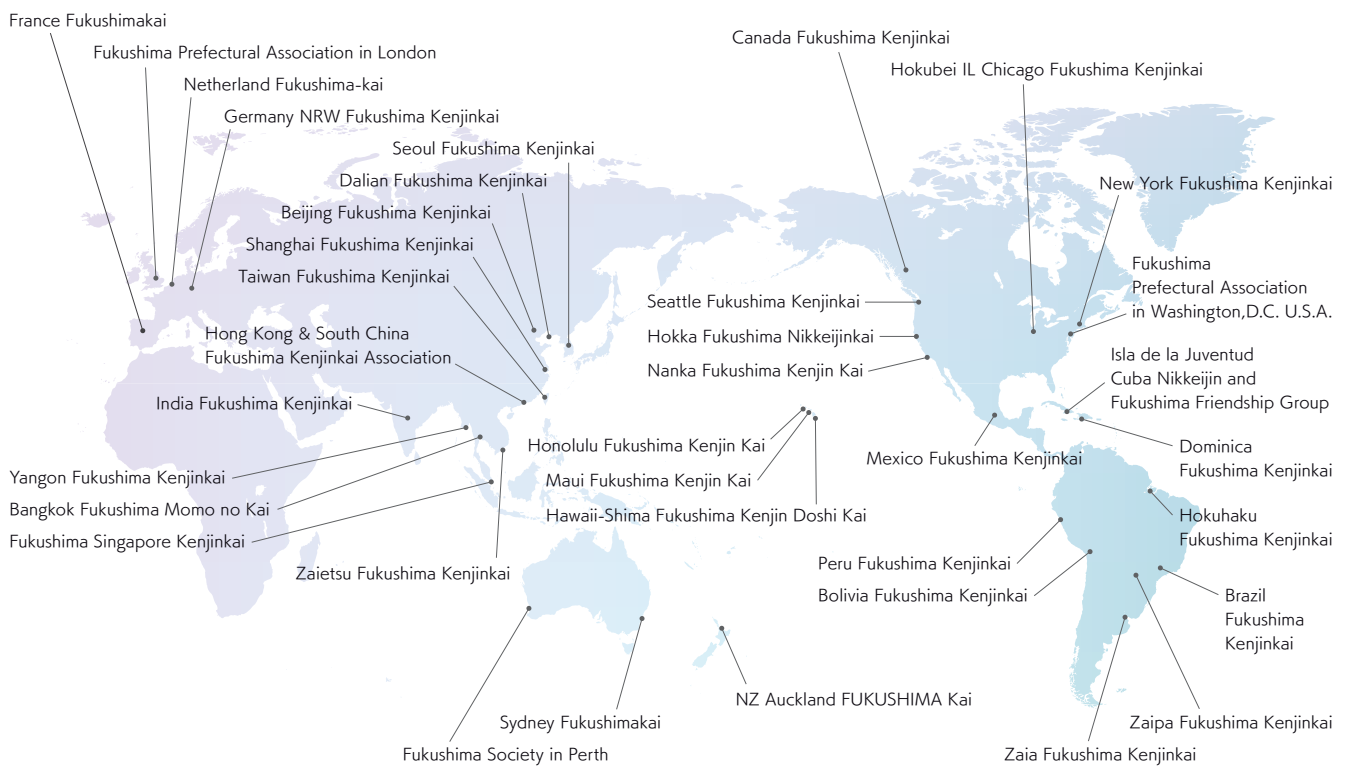 France Fukushimakai
Fukushima Prefectural Association in London
Netherland Fukushima-kai
Germany NRW Fukushima Kenjinkai
Seoul Fukushima Kenjinkai
Dalian Fukushima Kenjinkai
Beijing Fukushima Kenjinkai
Shanghai Fukushima Kenjinkai
Taiwan Fukushima Kenjinkai
Hong Kong & South China
Fukushima Kenjinkai Association
India Fukushima Kenjinkai
Yangon Fukushima Kenjinkai
Bangkok Fukushima Momo no Kai
Fukushima Singapore Kenjinkai
Zaietsu Fukushima Kenjinkai
Canada Fukushima Kenjinkai
Hokubei IL Chicago Fukushima Kenjinkai
New York Fukushima Kenjinkai
Fukushima
Prefectural Association
in Washington,D.C. U.S.A.
Seattle Fukushima Kenjinkai
Hokka Fukushima Nikkeijinkai
Nanka Fukushima Kenjin Kai
Isla de la Juventud
Cuba Nikkeijin and
Fukushima Friendship Group
Honolulu Fukushima Kenjin Kai
Maui Fukushima Kenjin Kai
Hawaii-Shima Fukushima Kenjin Doshi Kai
Mexico Fukushima Kenjinkai
Dominica
Fukushima Kenjinkai
Hokuhaku
Fukushima Kenjinkai
Peru Fukushima Kenjinkai
Bolivia Fukushima Kenjinkai
Brazil
Fukushima
Kenjinkai
NZ Auckland FUKUSHIMA Kai
Sydney Fukushimakai
Fukushima Society in Perth
Zaipa Fukushima Kenjinkai
Zaia Fukushima Kenjinkai